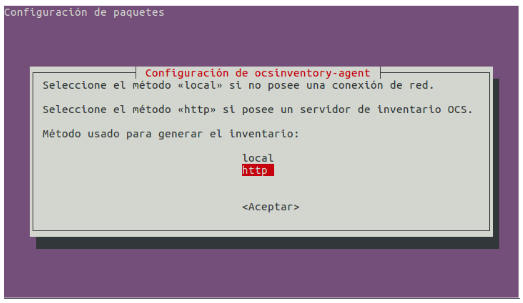 Configuración de paquetes
Configuración de ocsinventory-agent
Seleccione el método «local» si no posee una conexión de red.
Seleccione el método «http» si posee un servidor de inventario OCS.
Método usado para generar el inventario:
local
http
<Aceptar>